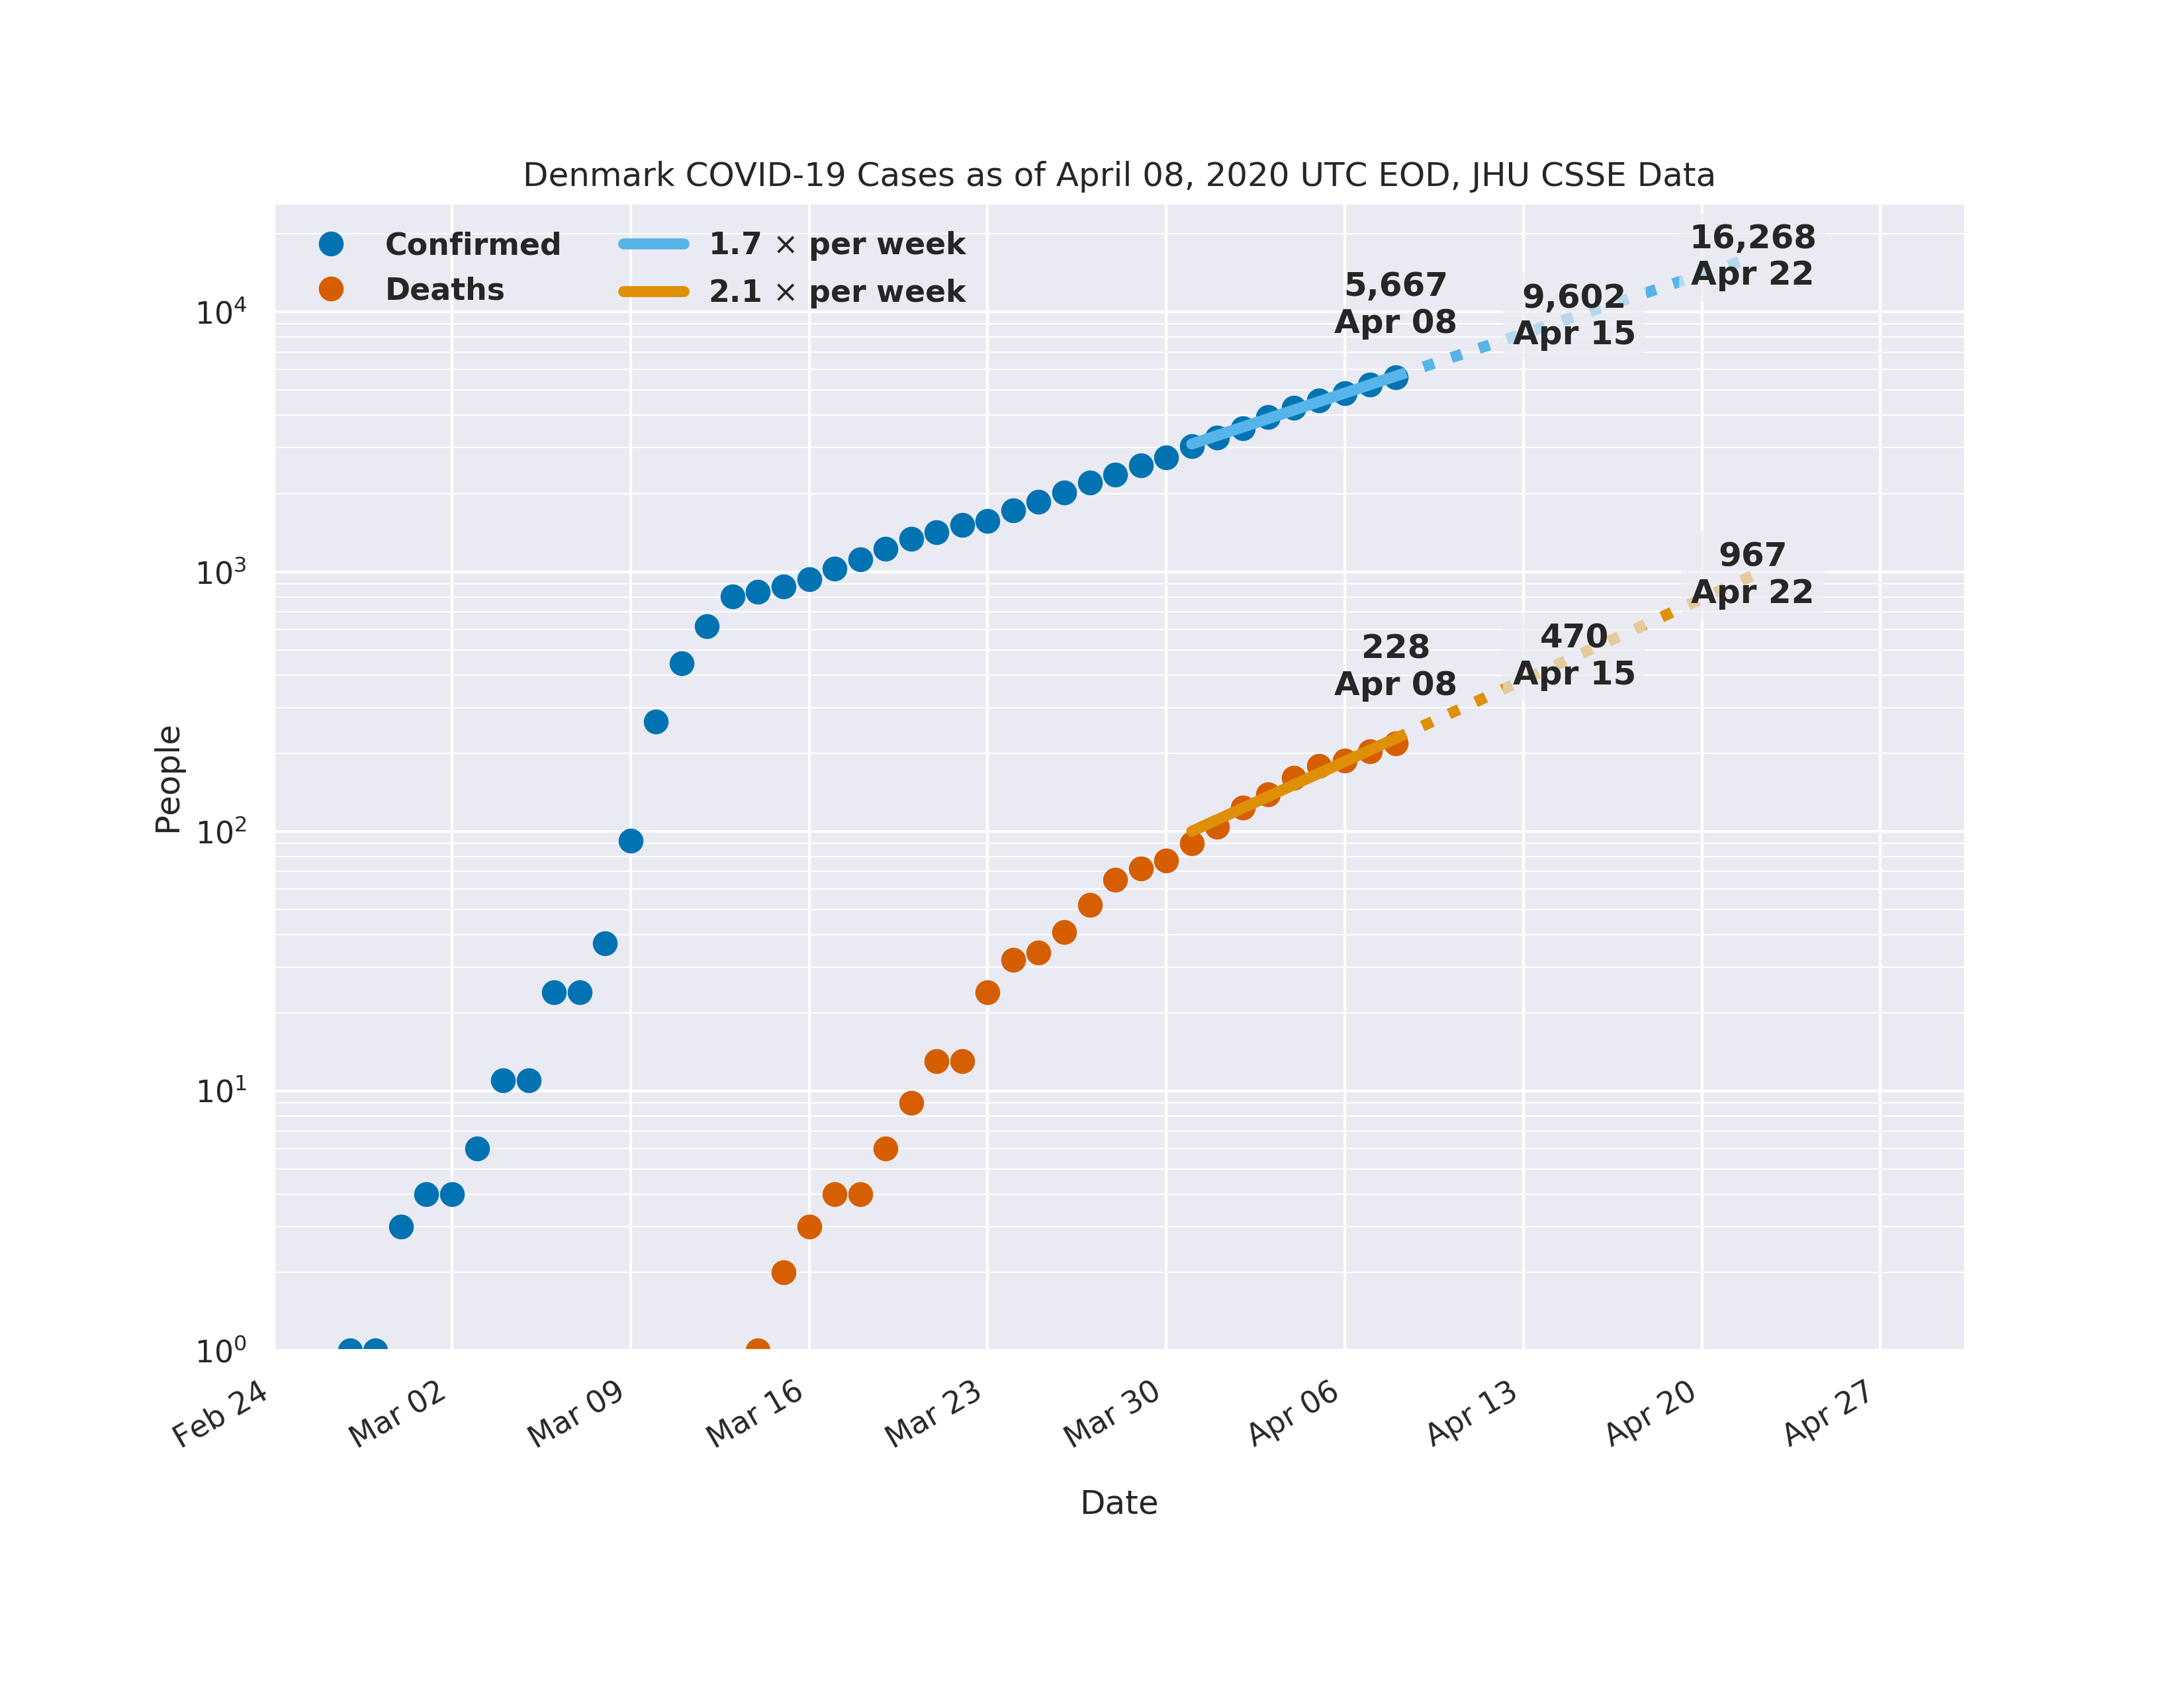 Denmark COVID-19 Cases as of April 08, 2020 UTC EOD, JHU CSSE Data
Confirmed
Deaths
1.7 × per week
2.1 × per week
5,667
Apr 08
9,602
Apr 15
16,268
Apr 22
228
Apr 08
470
Apr 15
967
Apr 22
People
10⁴
10³
10²
10¹
10⁰
Feb 24
Mar 02
Mar 09
Mar 16
Mar 23
Mar 30
Apr 06
Apr 13
Apr 20
Apr 27
Date